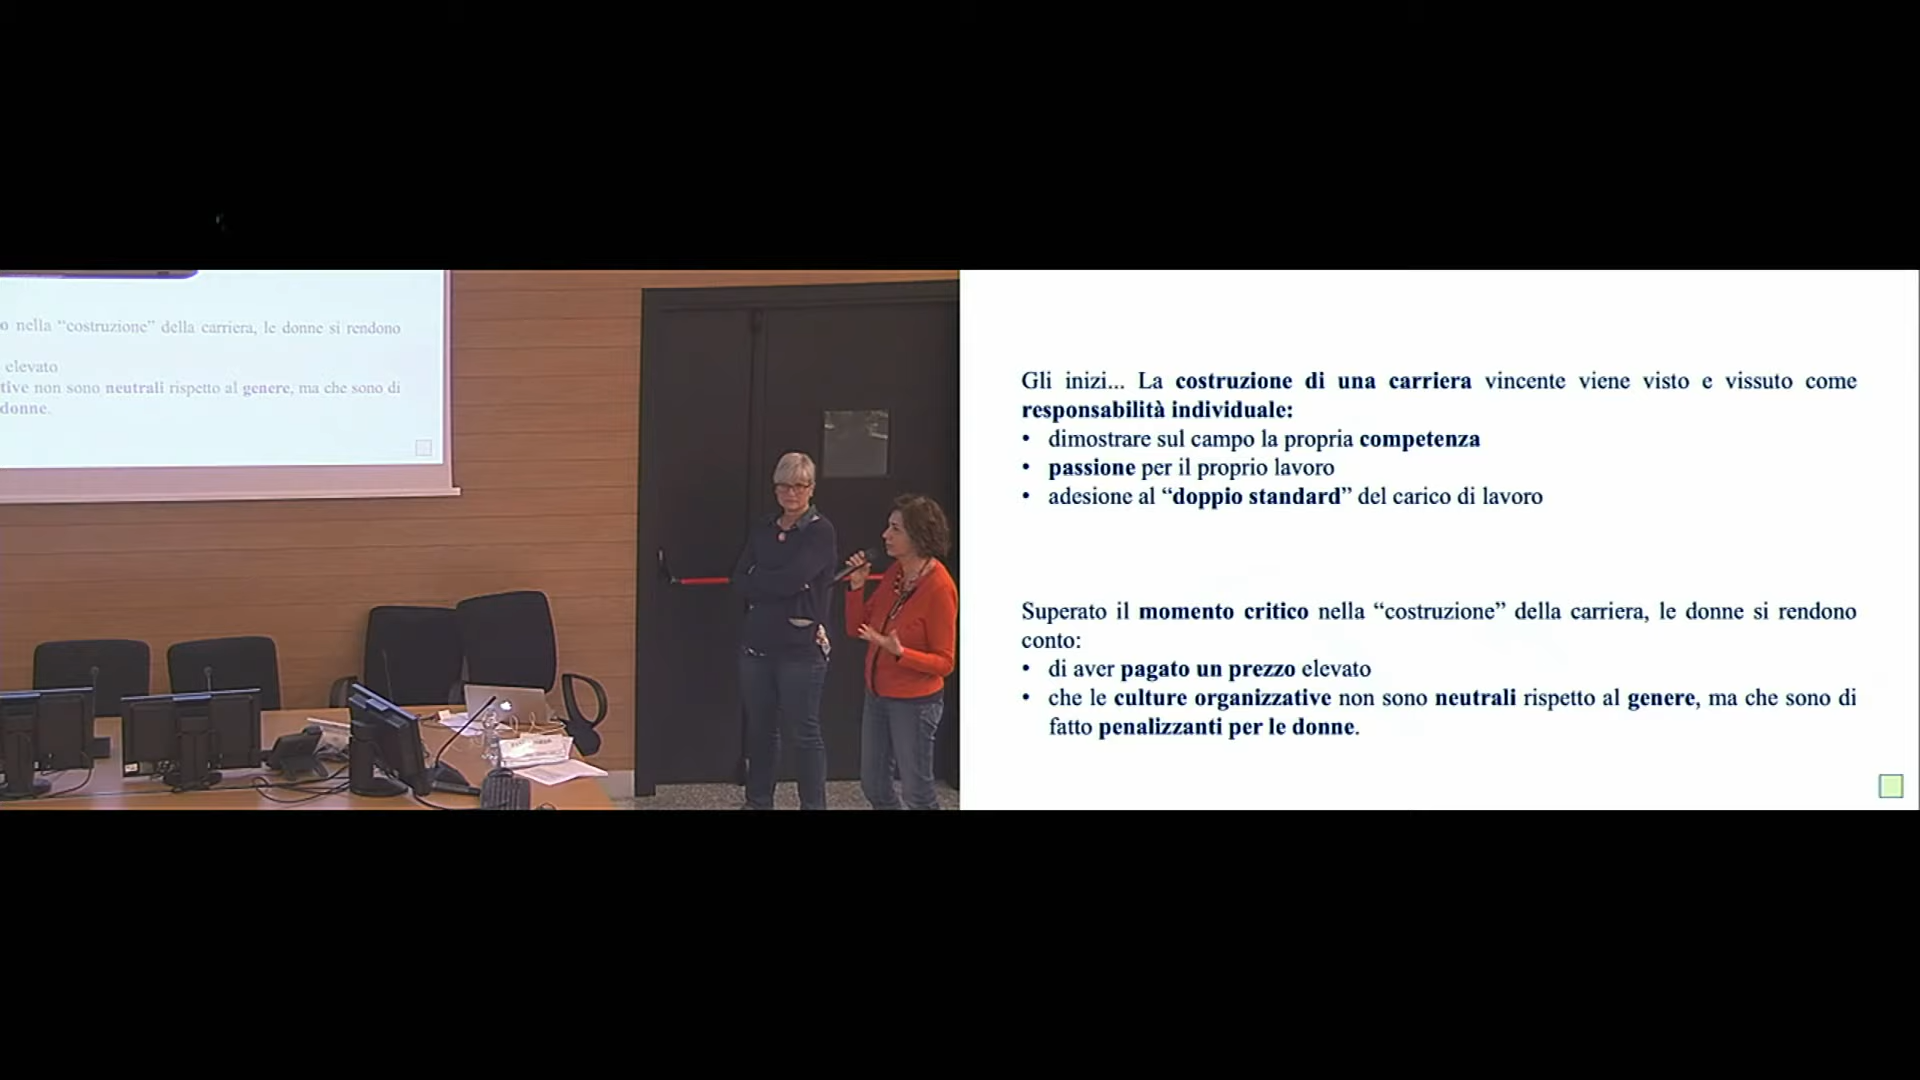 o nella “costruzione” della carriera, le donne si rendono
elevato
tive non sono neutrali rispetto al genere, ma che sono di
donne.
Gli inizi... La costruzione di una carriera vincente viene visto e vissuto come
responsabilità individuale:
• dimostrare sul campo la propria competenza
• passione per il proprio lavoro
• adesione al “doppio standard” del carico di lavoro
Superato il momento critico nella “costruzione” della carriera, le donne si rendono
conto:
• di aver pagato un prezzo elevato
• che le culture organizzative non sono neutrali rispetto al genere, ma che sono di
fatto penalizzanti per le donne.